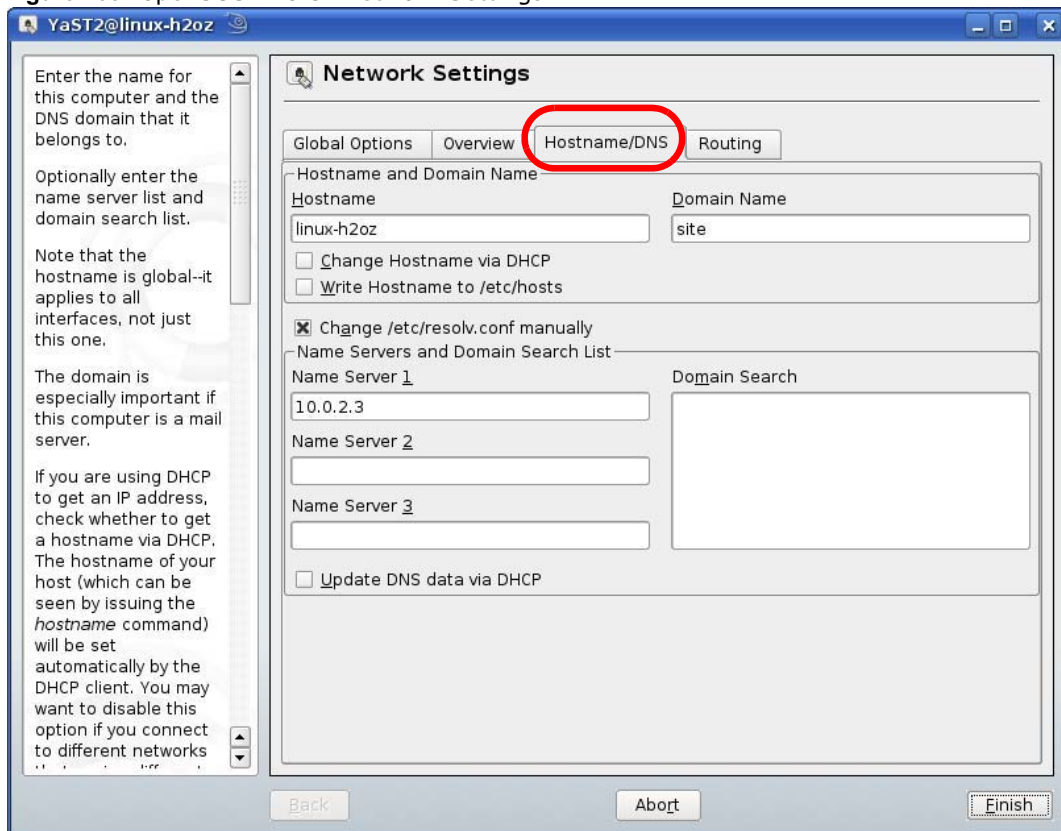 YaST2@linux-h2oz
Enter the name for
this computer and the
DNS domain that it
belongs to.
Optionally enter the
name server list and
domain search list.
Note that the
hostname is global--it
applies to all
interfaces, not just
this one.
The domain is
especially important if
this computer is a mail
server.
If you are using DHCP
to get an IP address,
check whether to get
a hostname via DHCP.
The hostname of your
host (which can be
seen by issuing the
hostname command)
will be set
automatically by the
DHCP client. You may
want to disable this
option if you connect
to different networks
Network Settings
Global Options Overview Hostname/DNS Routing
Hostname and Domain Name
Hostname Domain Name
linux-h2oz site
Change Hostname via DHCP
Write Hostname to /etc/hosts
Change /etc/resolv.conf manually
Name Servers and Domain Search List
Name Server 1 Domain Search
10.0.2.3
Name Server 2
Name Server 3
Update DNS data via DHCP
Back Abort Finish